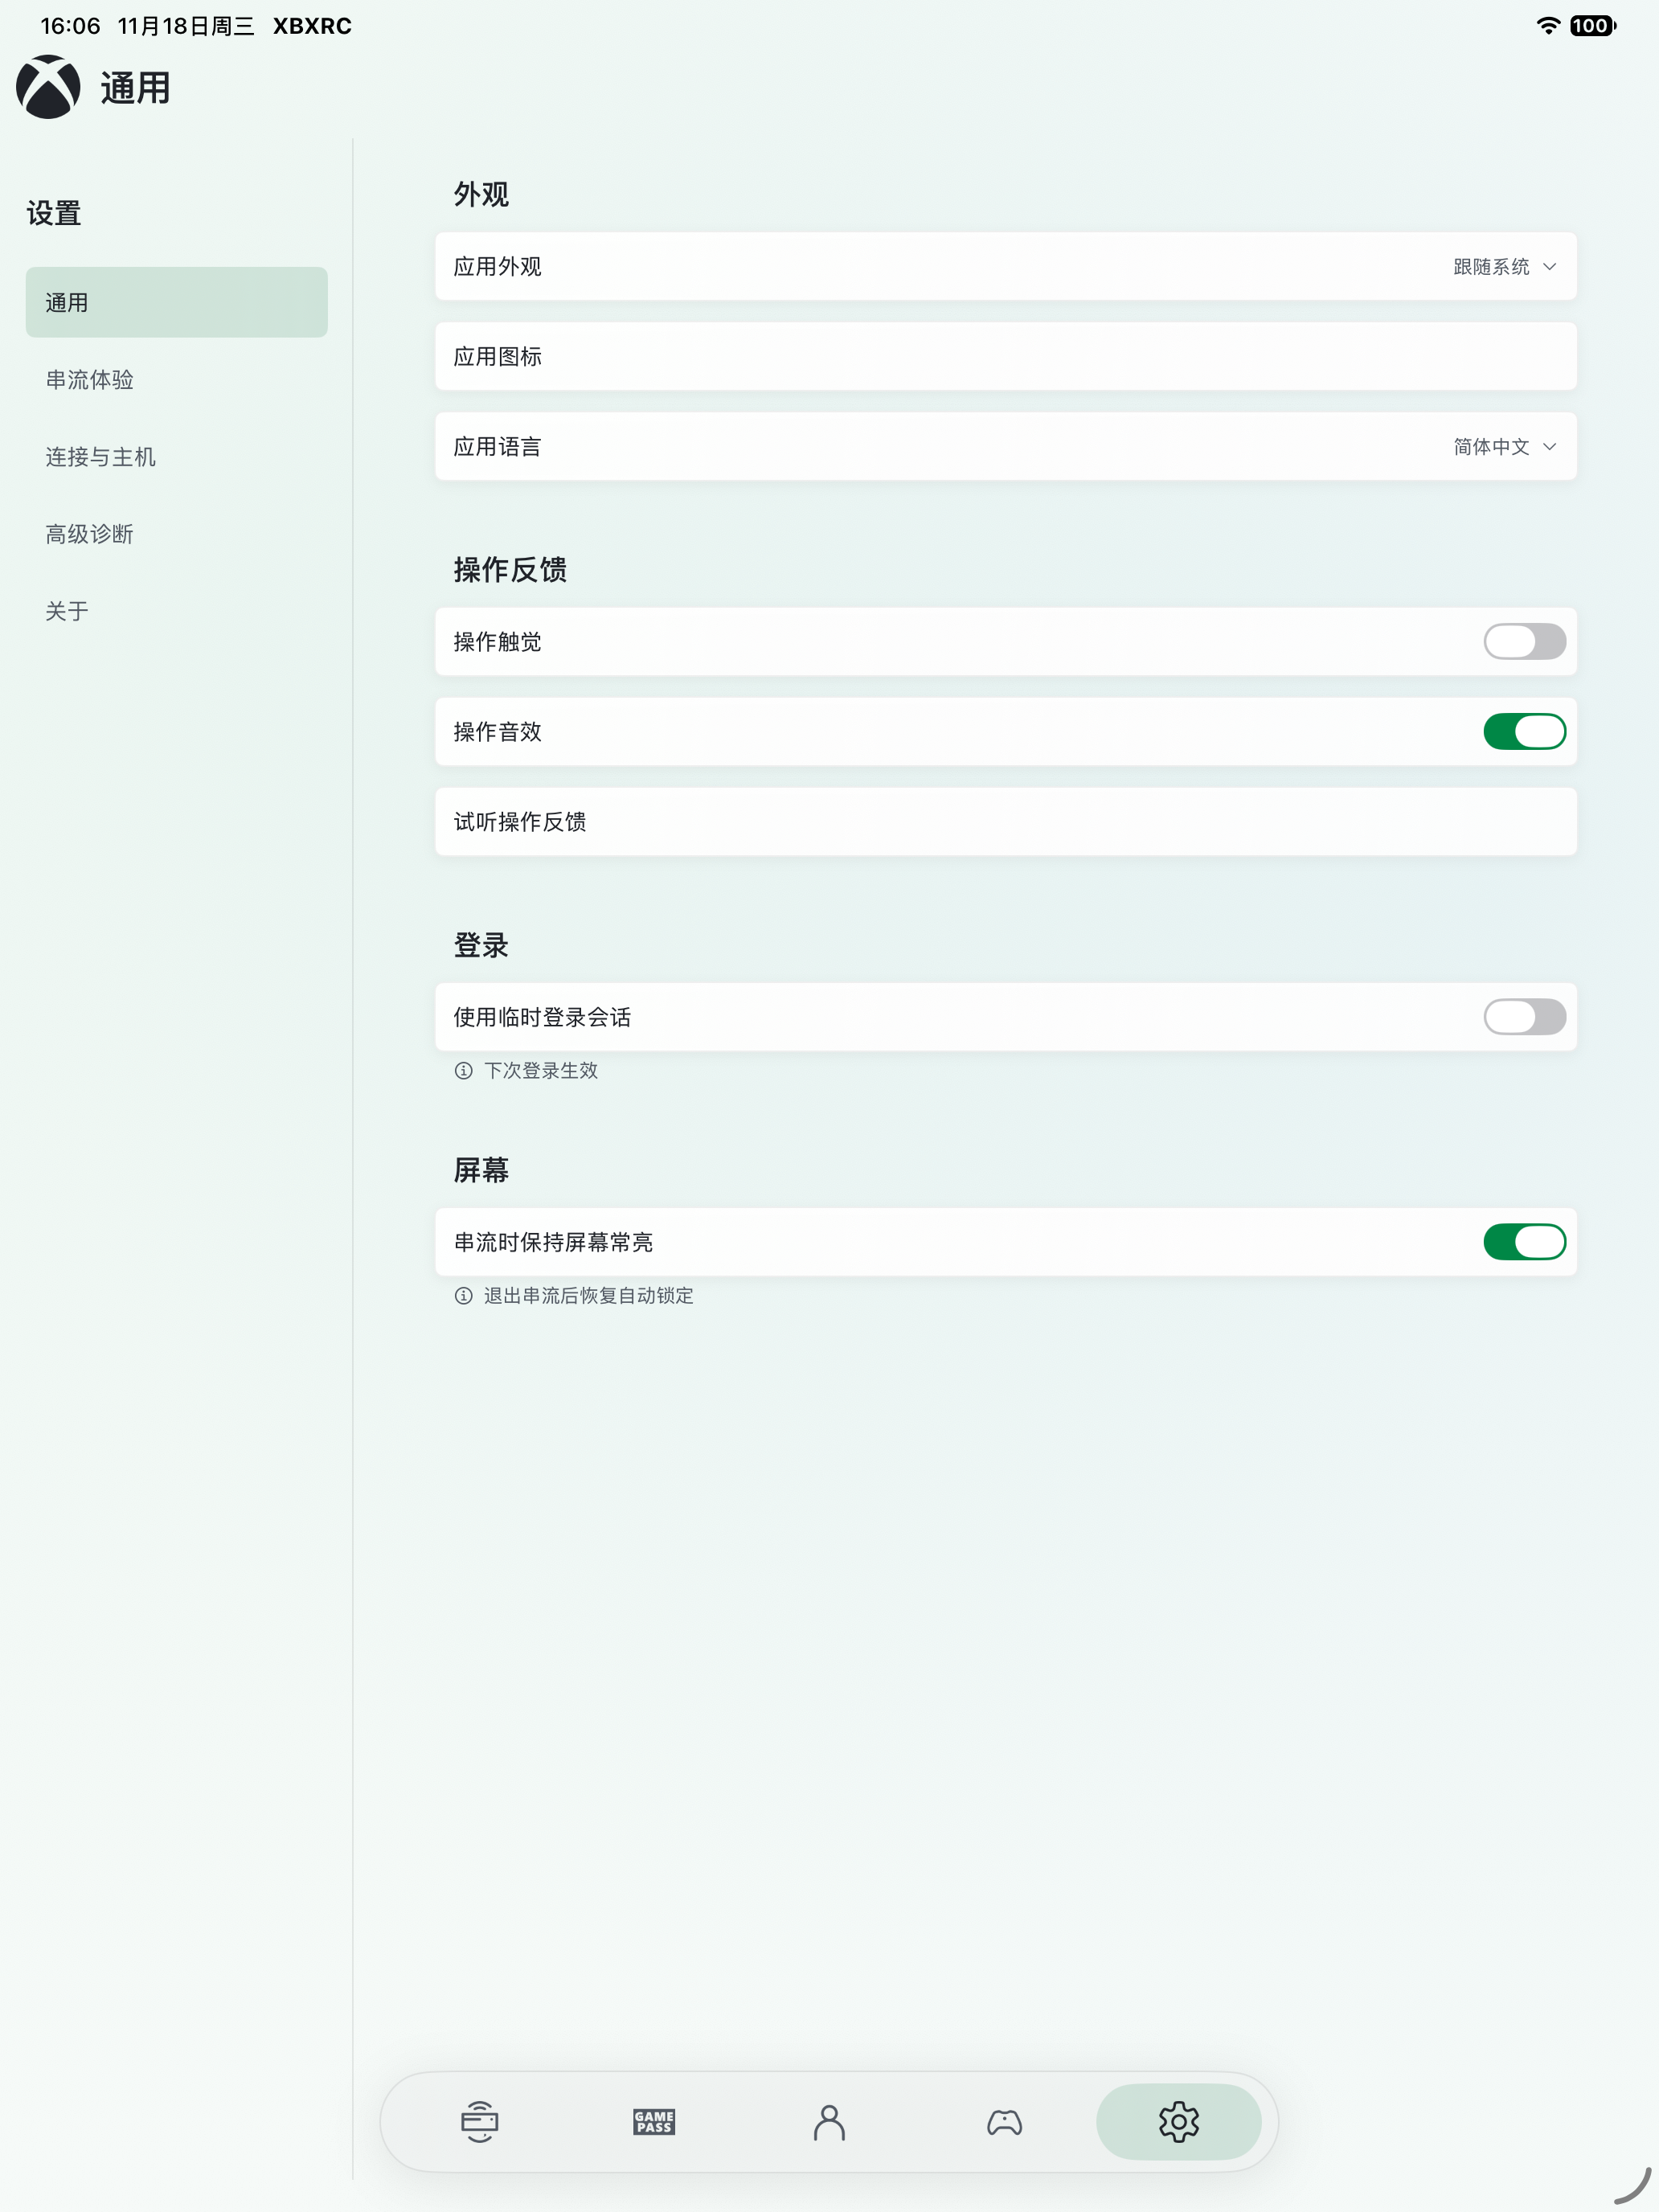 16:06 11月18日周三 XBXRC
100
通用
设置
通用
串流体验
连接与主机
高级诊断
关于
外观
应用外观 跟随系统
应用图标
应用语言 简体中文
操作反馈
操作触觉
操作音效
试听操作反馈
登录
使用临时登录会话
下次登录生效
屏幕
串流时保持屏幕常亮
退出串流后恢复自动锁定
GAME
PASS